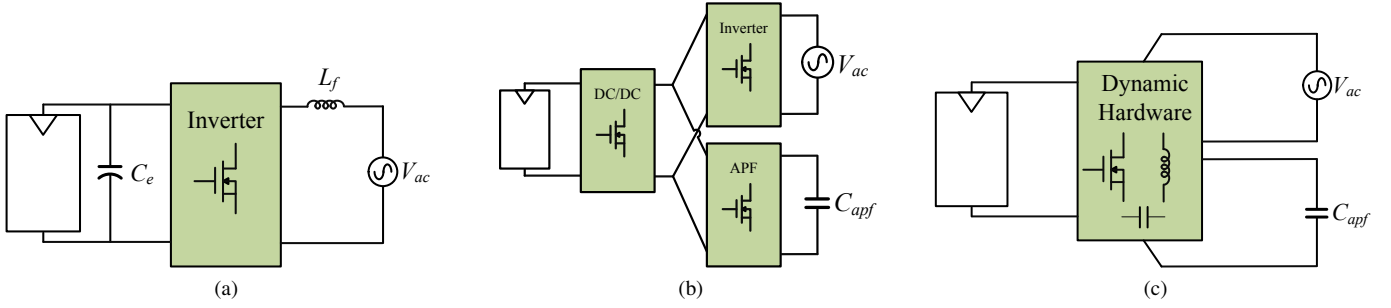 C_e
Inverter
L_f
V_ac
(a)
DC/DC
Inverter
V_ac
APF
C_apf
(b)
Dynamic
Hardware
V_ac
C_apf
(c)